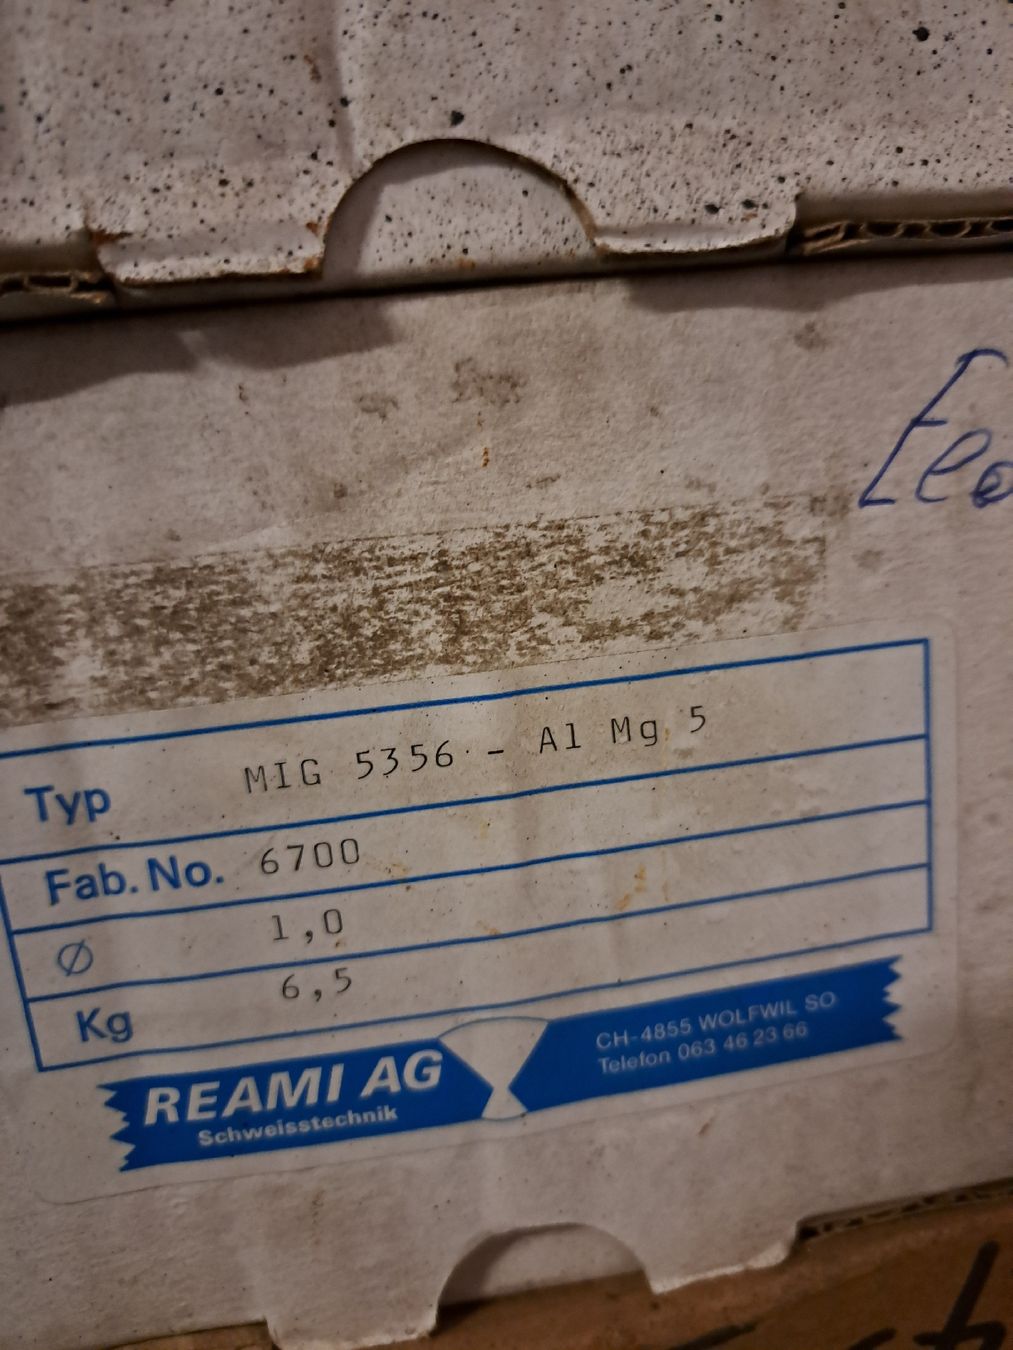 Typ MIG 5356 - Al Mg 5
Fab. No. 6700
Ø 1,0
Kg 6,5
REAMI AG
Schweisstechnik
CH-4855 WOLFWIL SO
Telefon 063 46 23 66